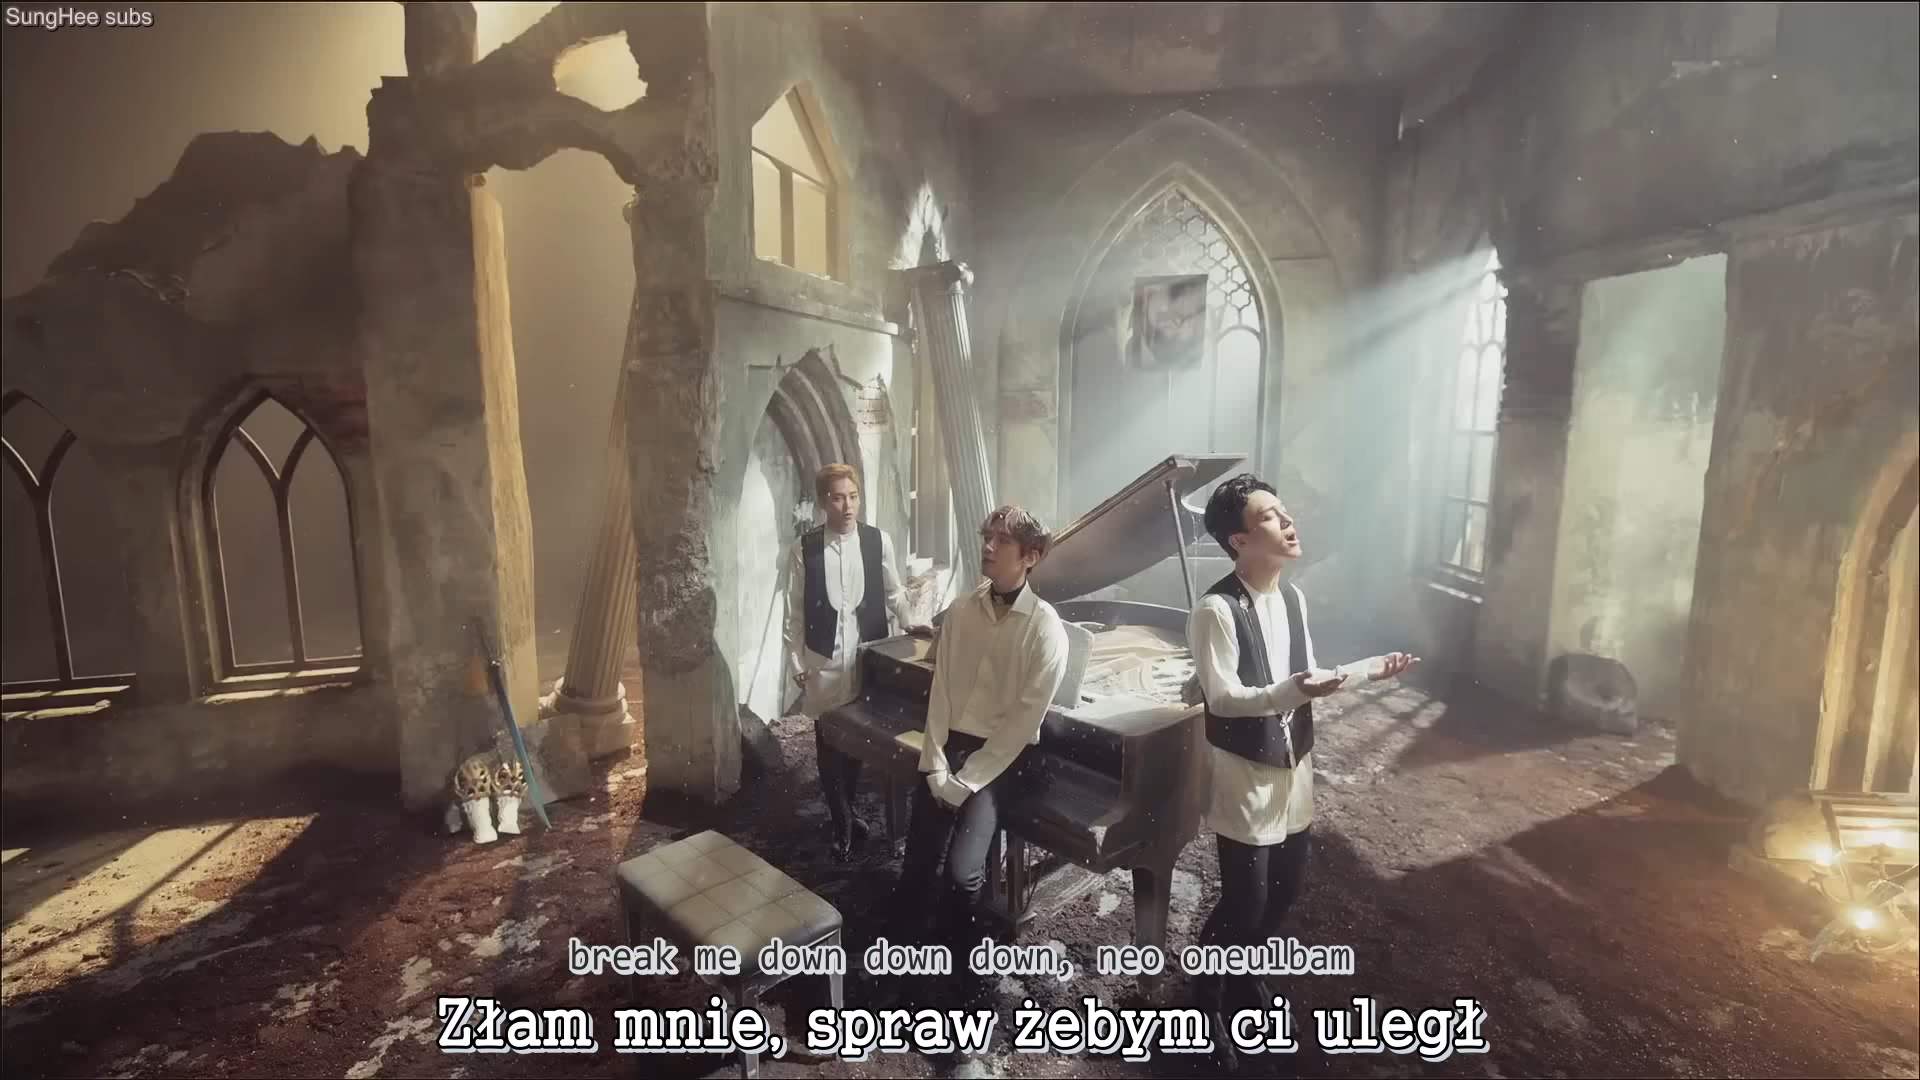 SungHee subs
break me down down down, neo oneulbam
Złam mnie, spraw żebym ci uległ